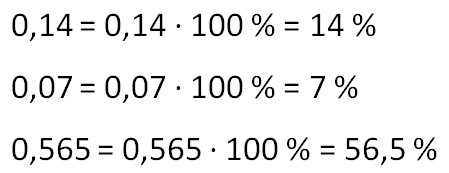 0,14 = 0,14 · 100 % = 14 %
0,07 = 0,07 · 100 % = 7 %
0,565 = 0,565 · 100 % = 56,5 %